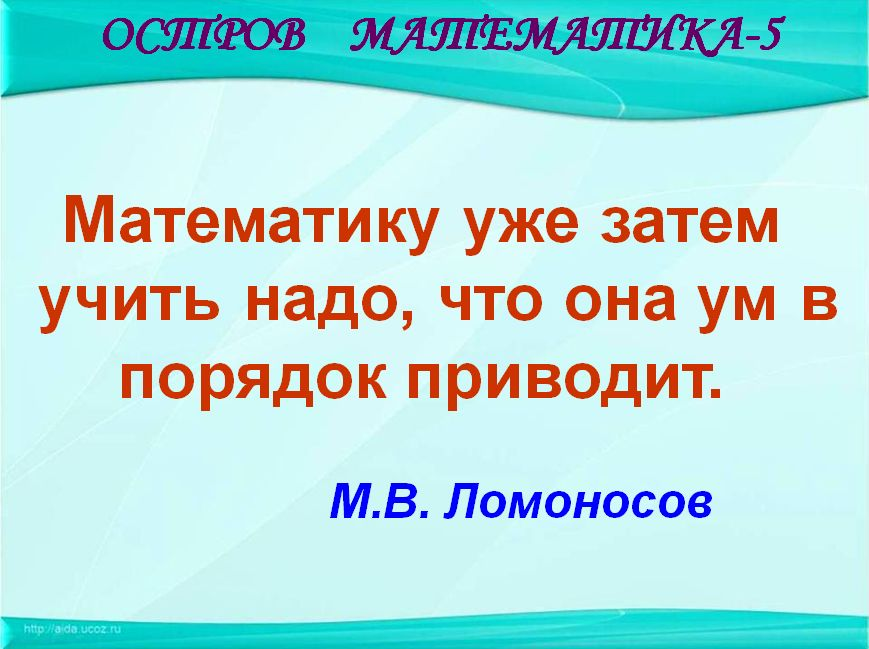 ОСТРОВ МАТЕМАТИКА-5
Математику уже затем
учить надо, что она ум в
порядок приводит.
М.В. Ломоносов
http://aida.ucoz.ru